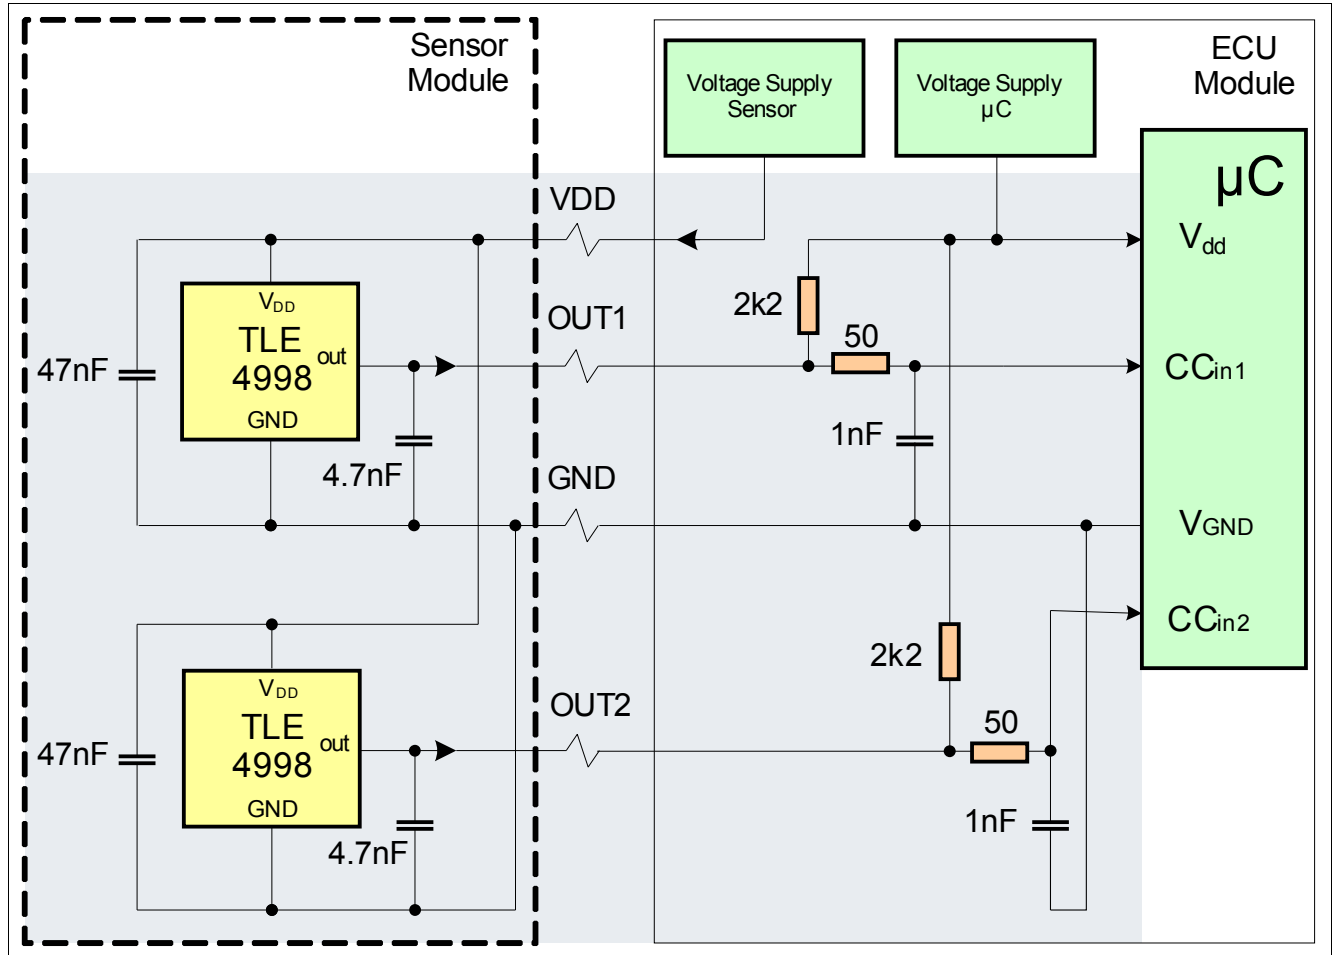 Sensor
Module
Voltage Supply
Sensor
Voltage Supply
µC
ECU
Module
µC
VDD
Vdd
VDD
TLE
4998
out
GND
47nF
4.7nF
OUT1
2k2
50
CCin1
1nF
GND
VGND
CCin2
2k2
VDD
TLE
4998
out
GND
47nF
4.7nF
OUT2
50
1nF